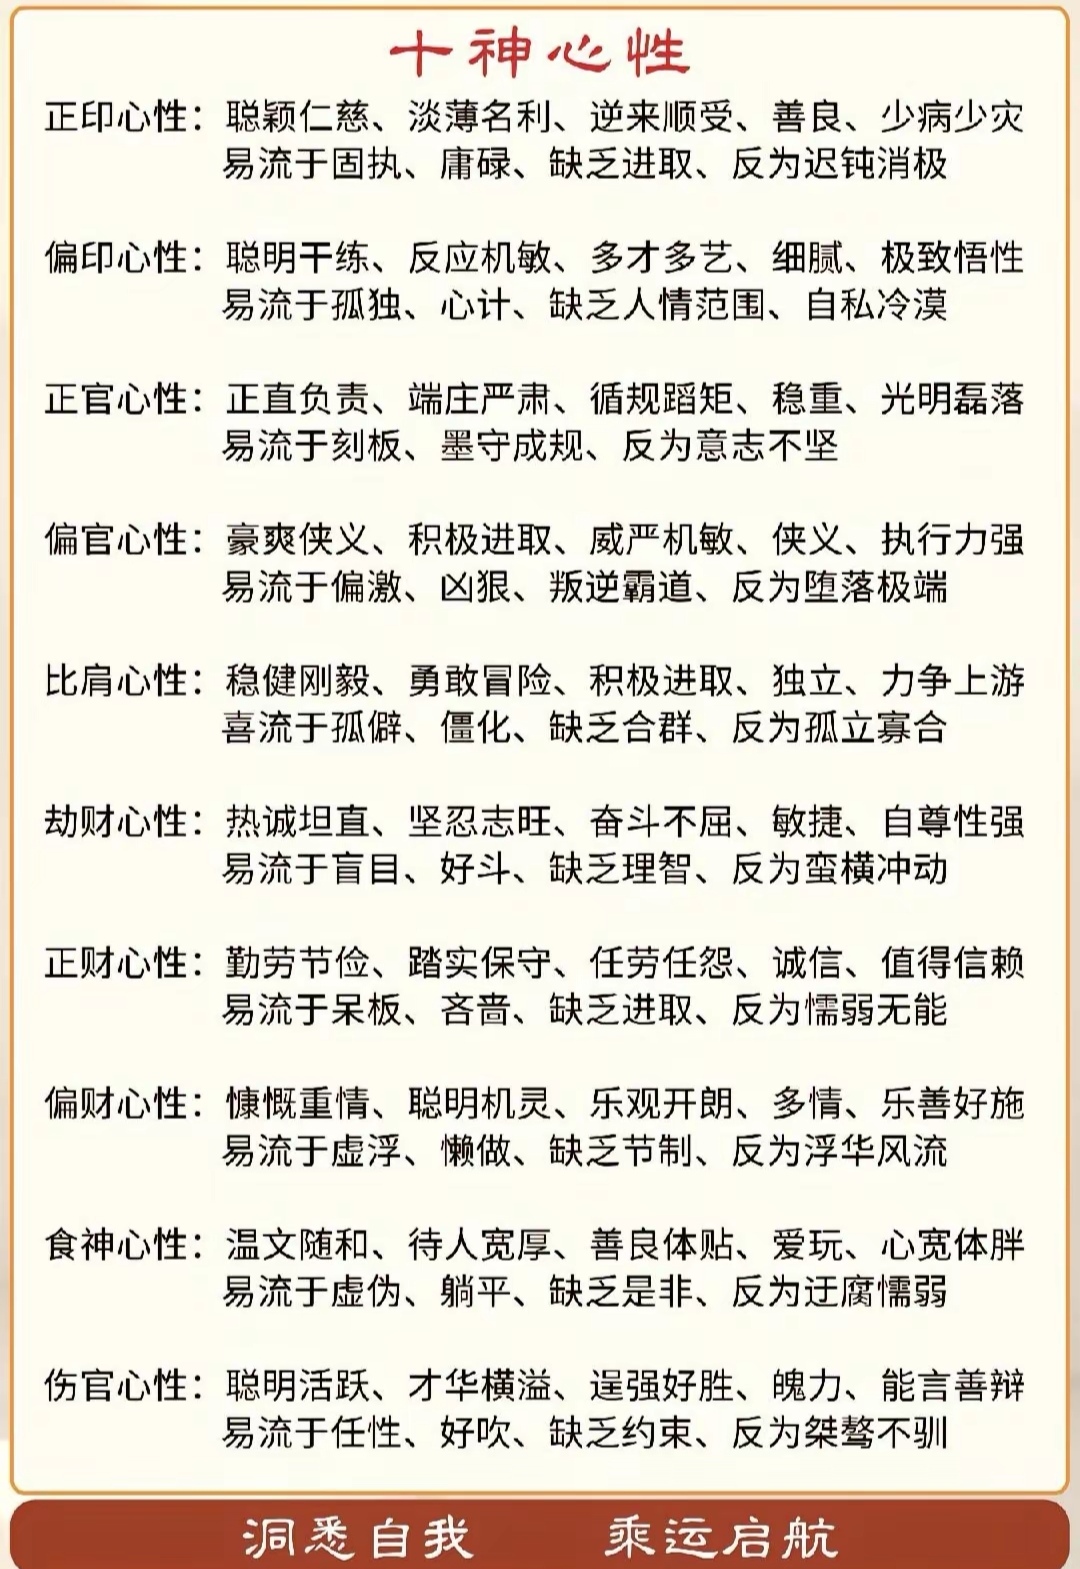 十神心性
正印心性：聪颖仁慈、淡薄名利、逆来顺受、善良、少病少灾
易流于固执、庸碌、缺乏进取、反为迟钝消极
偏印心性：聪明干练、反应机敏、多才多艺、细腻、极致悟性
易流于孤独、心计、缺乏人情范围、自私冷漠
正官心性：正直负责、端庄严肃、循规蹈矩、稳重、光明磊落
易流于刻板、墨守成规、反为意志不坚
偏官心性：豪爽侠义、积极进取、威严机敏、侠义、执行力强
易流于偏激、凶狠、叛逆霸道、反为堕落极端
比肩心性：稳健刚毅、勇敢冒险、积极进取、独立、力争上游
喜流于孤僻、僵化、缺乏合群、反为孤立寡合
劫财心性：热诚坦直、坚忍志旺、奋斗不屈、敏捷、自尊性强
易流于盲目、好斗、缺乏理智、反为蛮横冲动
正财心性：勤劳节俭、踏实保守、任劳任怨、诚信、值得信赖
易流于呆板、吝啬、缺乏进取、反为懦弱无能
偏财心性：慷慨重情、聪明机灵、乐观开朗、多情、乐善好施
易流于虚浮、懒做、缺乏节制、反为浮华风流
食神心性：温文随和、待人宽厚、善良体贴、爱玩、心宽体胖
易流于虚伪、躺平、缺乏是非、反为迂腐懦弱
伤官心性：聪明活跃、才华横溢、逞强好胜、魄力、能言善辩
易流于任性、好吹、缺乏约束、反为桀骜不驯
洞悉自我 乘运启航